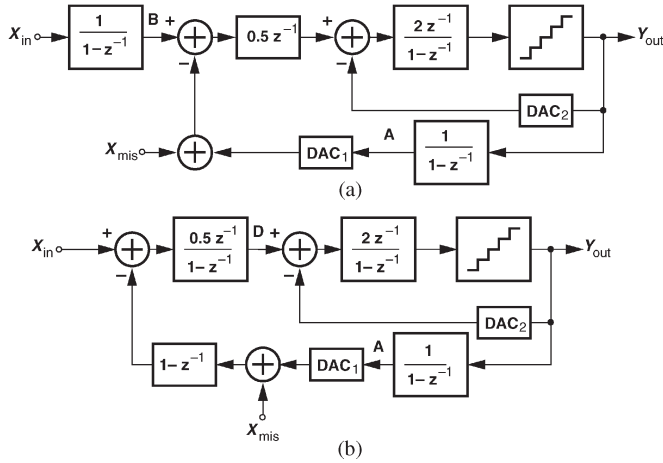 X_in 1 / 1–z^–1 B + 0.5 z^–1 + 2 z^–1 / 1–z^–1 Y_out
– –
DAC_2
X_mis DAC_1 A 1 / 1–z^–1
(a)
X_in + 0.5 z^–1 / 1–z^–1 D + 2 z^–1 / 1–z^–1 Y_out
– –
DAC_2
1–z^–1 DAC_1 A 1 / 1–z^–1
X_mis
(b)